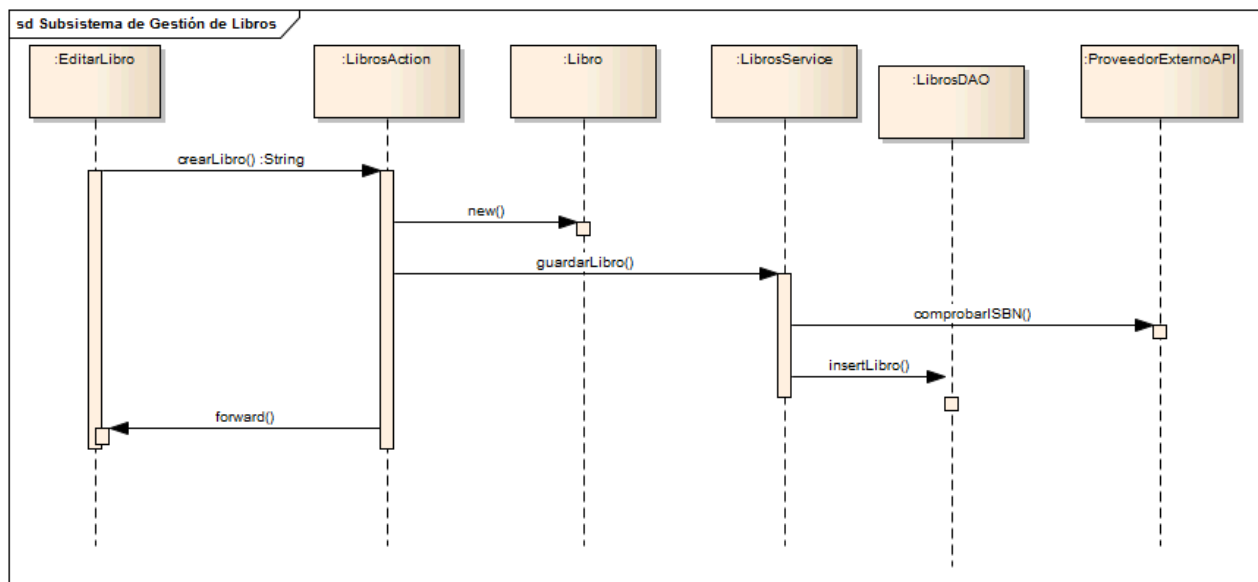 sd Subsistema de Gestión de Libros
:EditarLibro
:LibrosAction
:Libro
:LibrosService
:LibrosDAO
:ProveedorExternoAPI
crearLibro() :String
new()
guardarLibro()
comprobarISBN()
insertLibro()
forward()